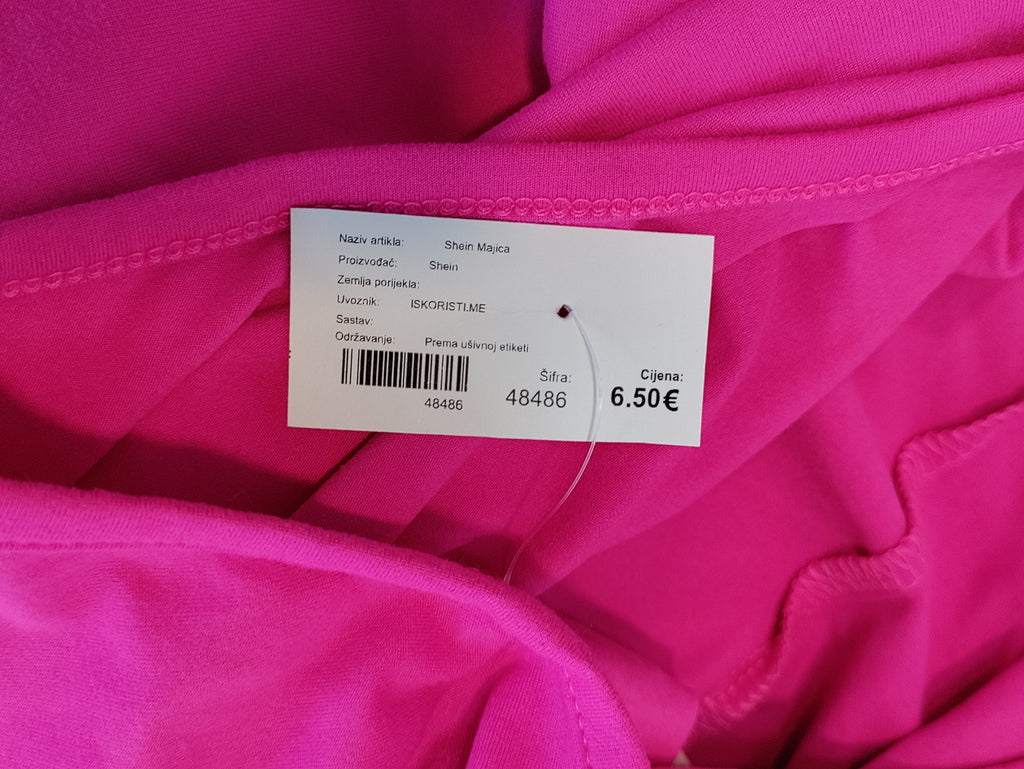 Naziv artikla: Shein Majica
Proizvođač: Shein
Zemlja porijekla:
Uvoznik: ISKORISTI.ME
Sastav:
Održavanje: Prema ušivnoj etiketi
Šifra: Cijena:
48486 48486 6.50€